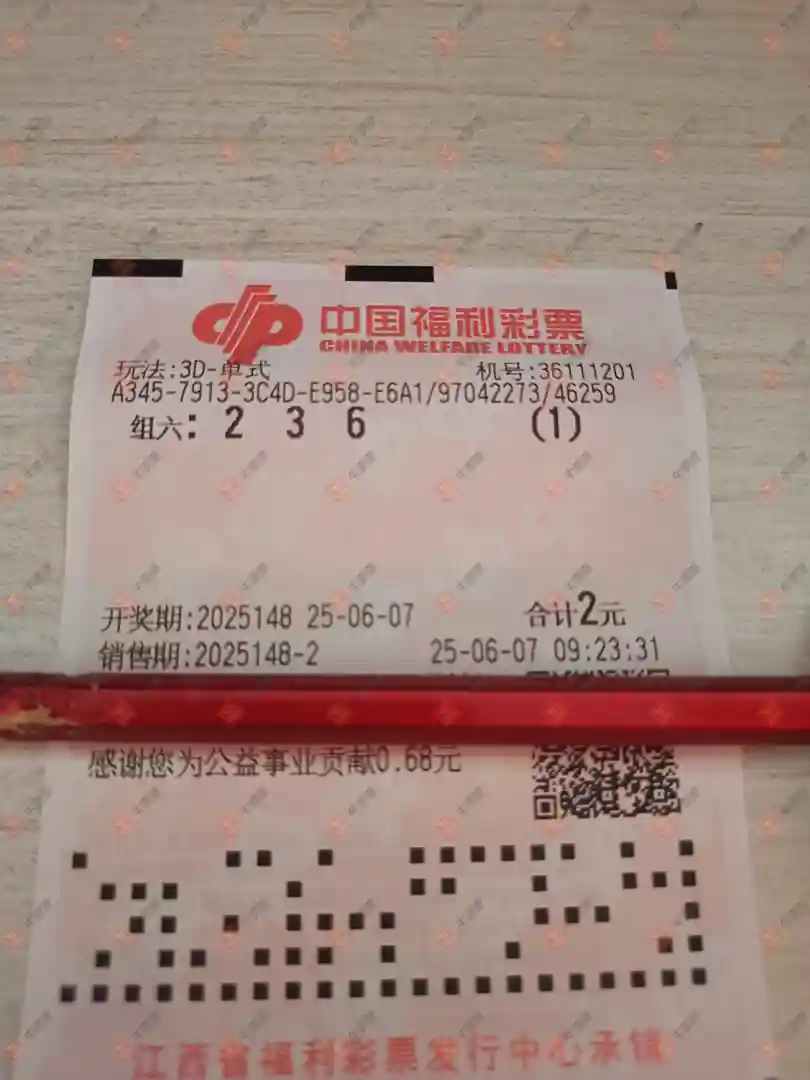 中国福利彩票
CHINA WELFARE LOTTERY
玩法:3D-单式 机号:36111201
A345-7913-3C4D-E958-E6A1/97042273/46259
组六: 2 3 6 (1)
开奖期:2025148 25-06-07 合计2元
销售期:2025148-2 25-06-07 09:23:31
感谢您为公益事业贡献0.68元
江西省福利彩票发行中心承销